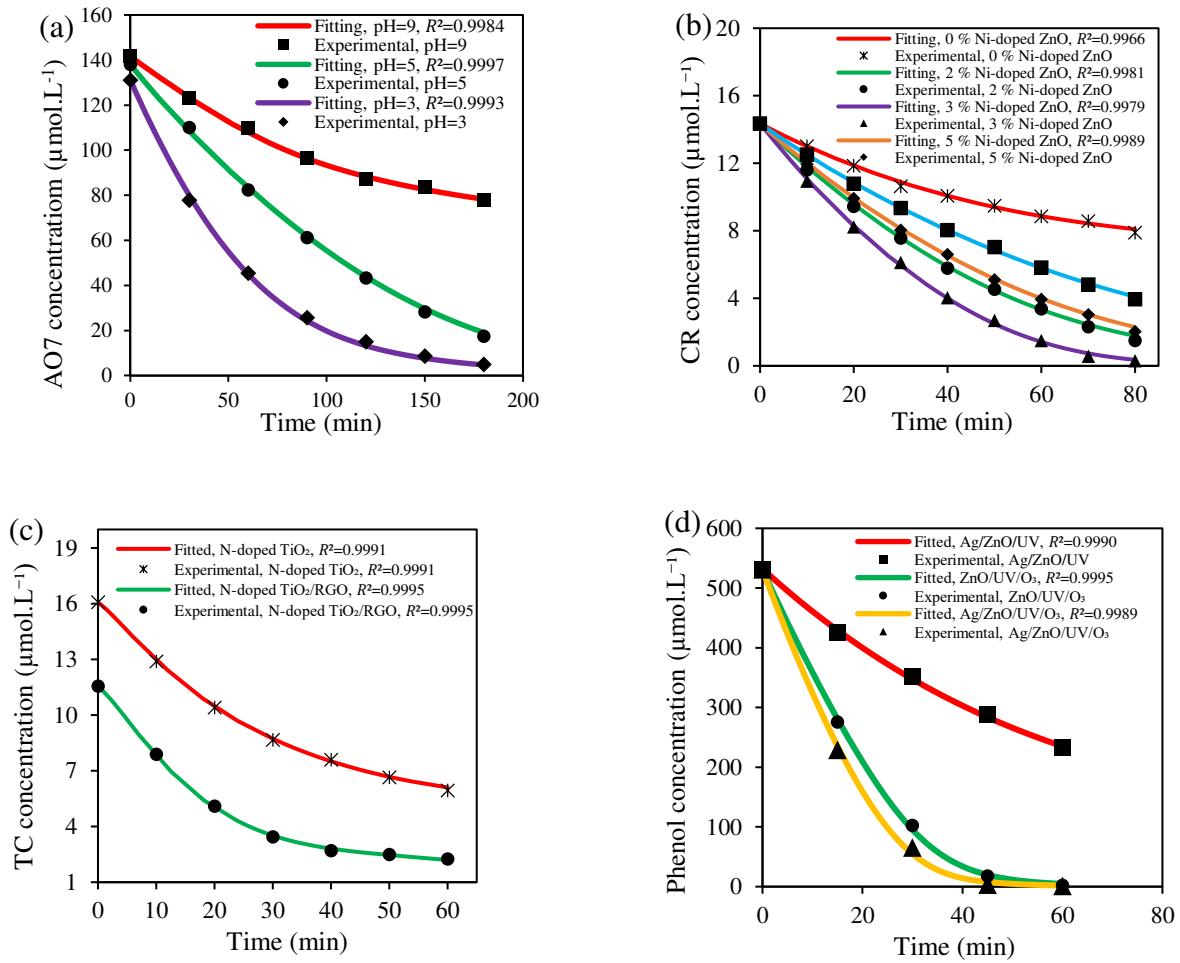 (a)
AO7 concentratiom (µmol.L⁻¹)
160
140
120
100
80
60
40
20
0
Fitting, pH=9, R²=0.9984
Experimental, pH=9
Fitting, pH=5, R²=0.9997
Experimental, pH=5
Fitting, pH=3, R²=0.9993
Experimental, pH=3
0 50 100 150 200
Time (min)
(b)
CR concentration (µmol.L⁻¹)
20
16
12
8
4
0
Fitting, 0 % Ni-doped ZnO, R²=0.9966
Experimental, 0 % Ni-doped ZnO
Fitting, 2 % Ni-doped ZnO, R²=0.9981
Experimental, 2 % Ni-doped ZnO
Fitting, 3 % Ni-doped ZnO, R²=0.9979
Experimental, 3 % Ni-doped ZnO
Fitting, 5 % Ni-doped ZnO, R²=0.9989
Experimental, 5 % Ni-doped ZnO
0 20 40 60 80
Time (min)
(c)
TC concentration (µmol.L⁻¹)
19
16
13
10
7
4
1
Fitted, N-doped TiO₂, R²=0.9991
Experimental, N-doped TiO₂, R²=0.9991
Fitted, N-doped TiO₂/RGO, R²=0.9995
Experimental, N-doped TiO₂/RGO, R²=0.9995
0 10 20 30 40 50 60
Time (min)
(d)
Phenol concentration (µmol.L⁻¹)
600
500
400
300
200
100
0
Fitted, Ag/ZnO/UV, R²=0.9990
Experimental, Ag/ZnO/UV
Fitted, ZnO/UV/O₃, R²=0.9995
Experimental, ZnO/UV/O₃
Fitted, Ag/ZnO/UV/O₃, R²=0.9989
Experimental, Ag/ZnO/UV/O₃
0 20 40 60 80
Time (min)